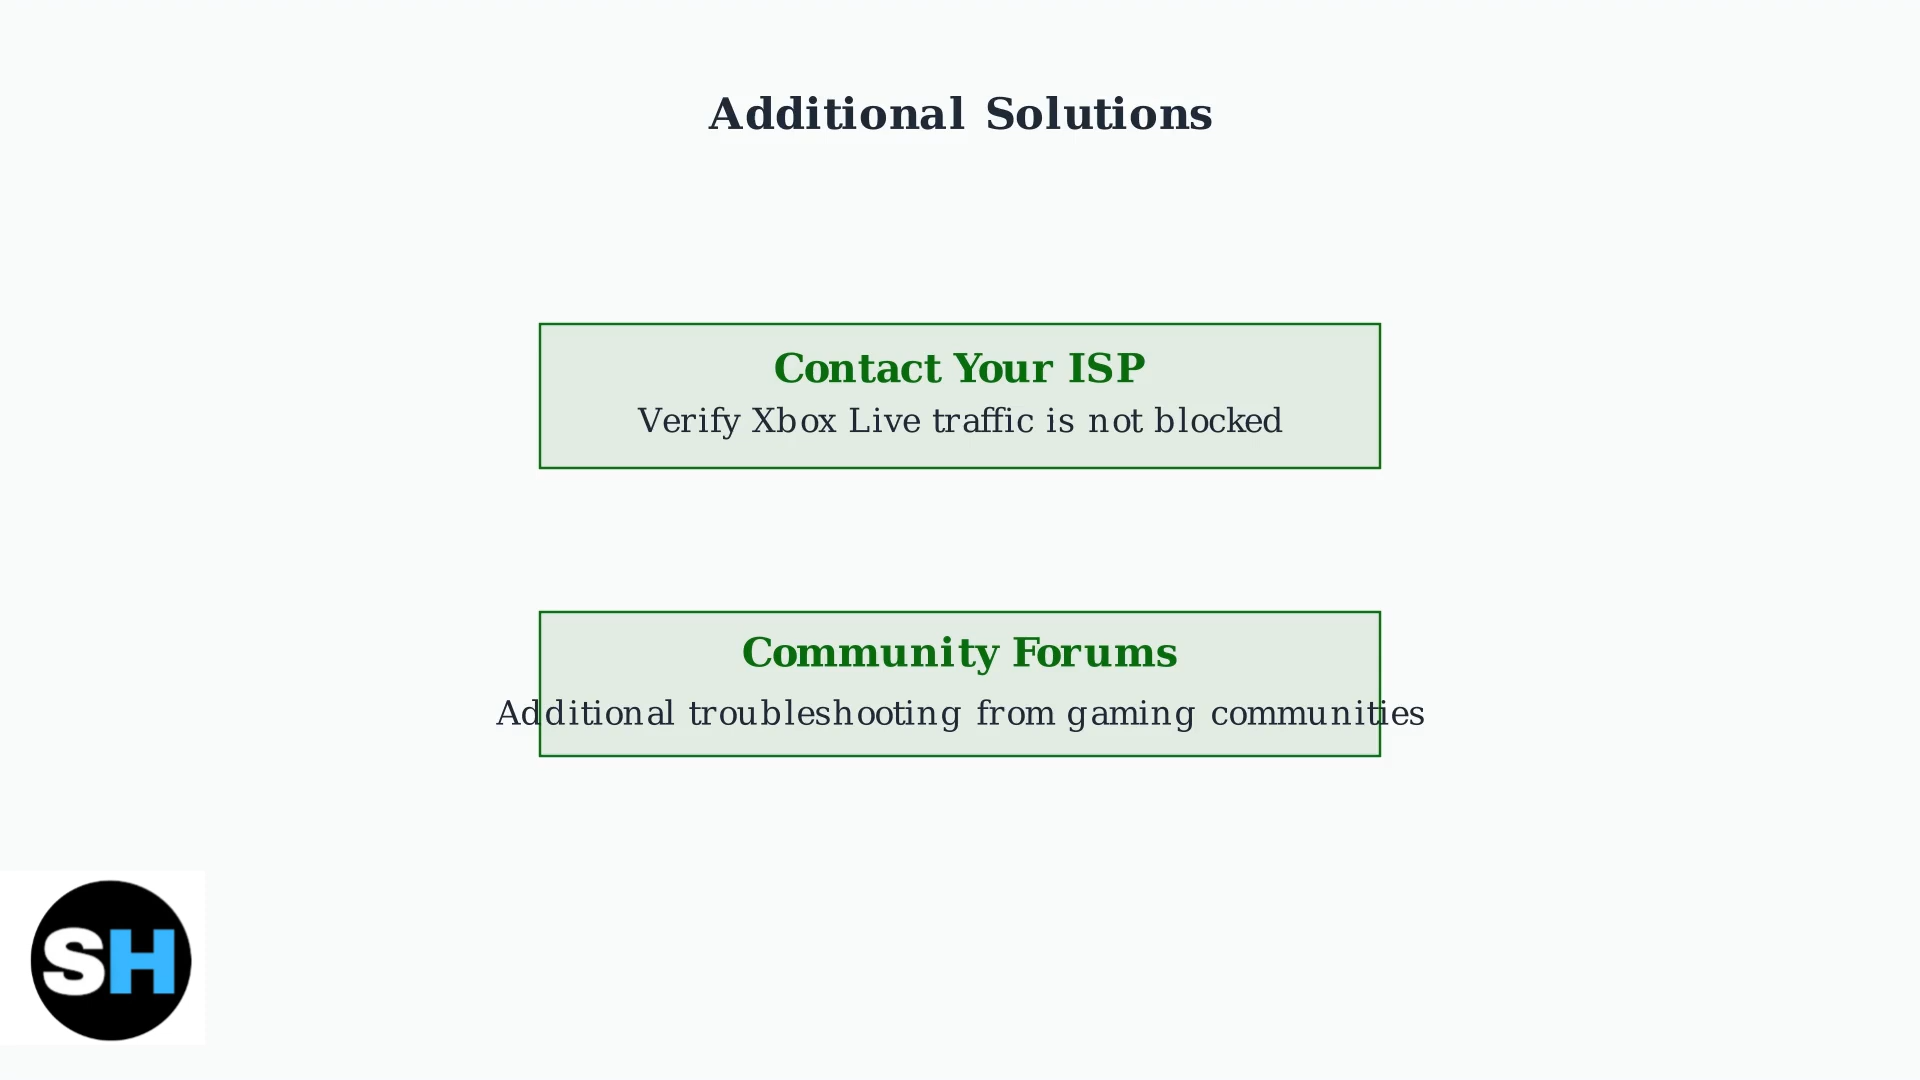 Additional Solutions
Contact Your ISP
Verify Xbox Live traffic is not blocked
Community Forums
Additional troubleshooting from gaming communities
SH